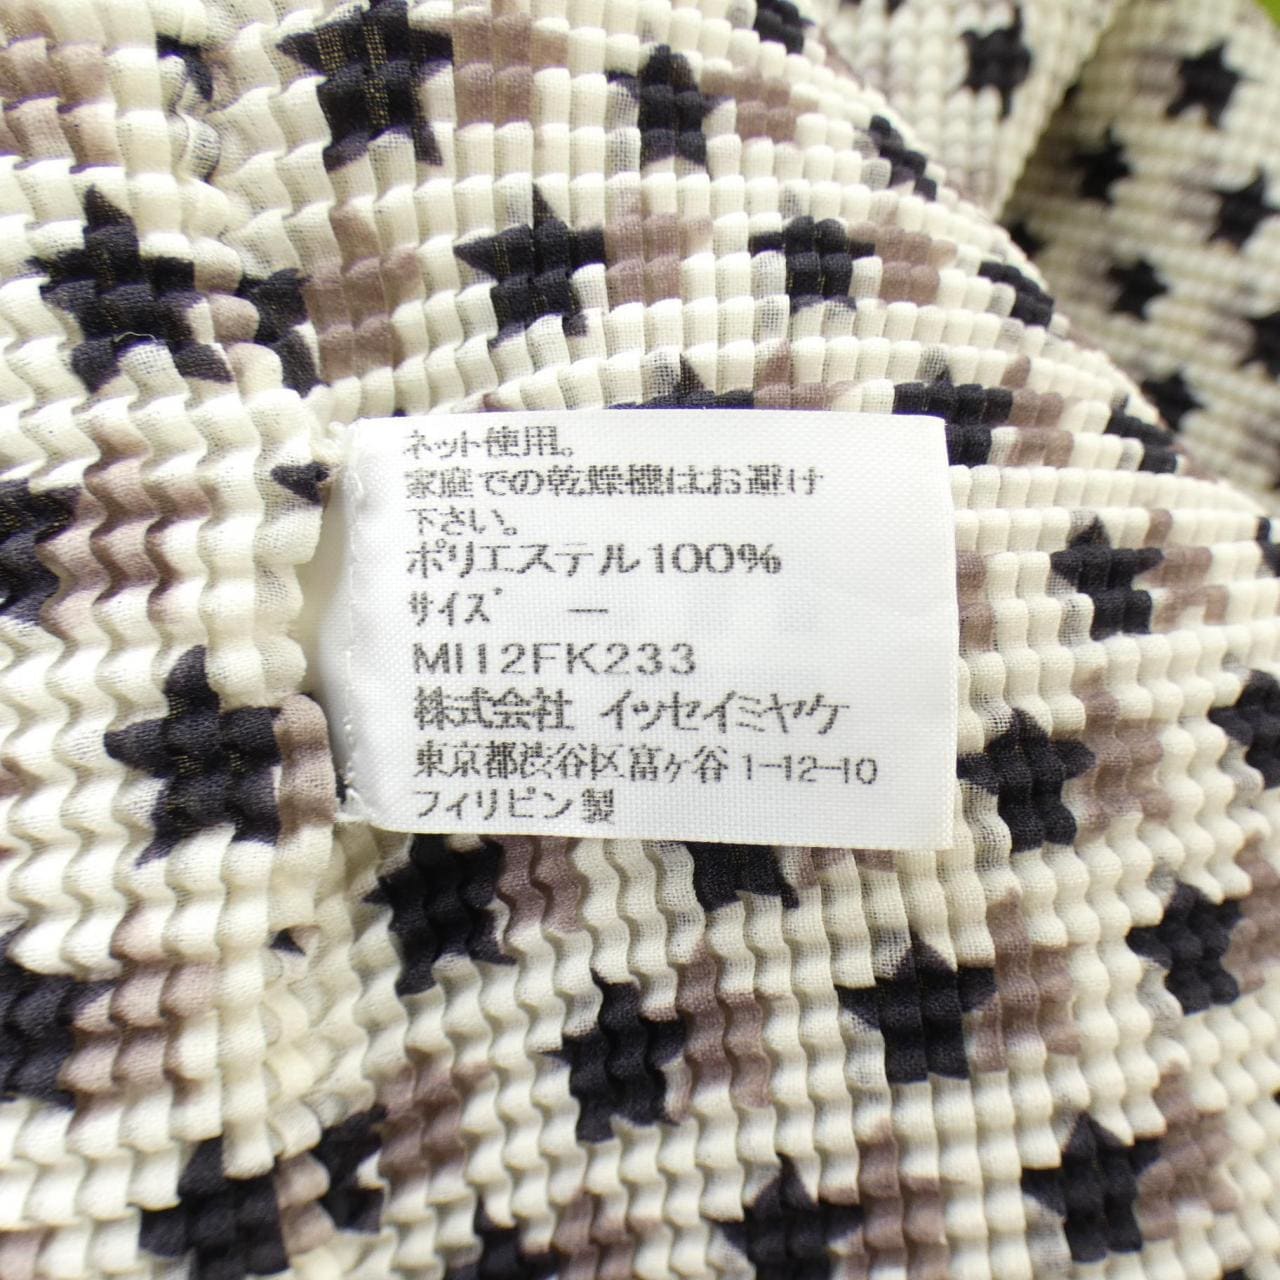 ネット使用。
家庭での乾燥機はお避け
下さい。
ポリエステル100%
サイズ ー
MI12FK233
株式会社 イッセイミヤケ
東京都渋谷区富ヶ谷1-12-10
フィリピン製